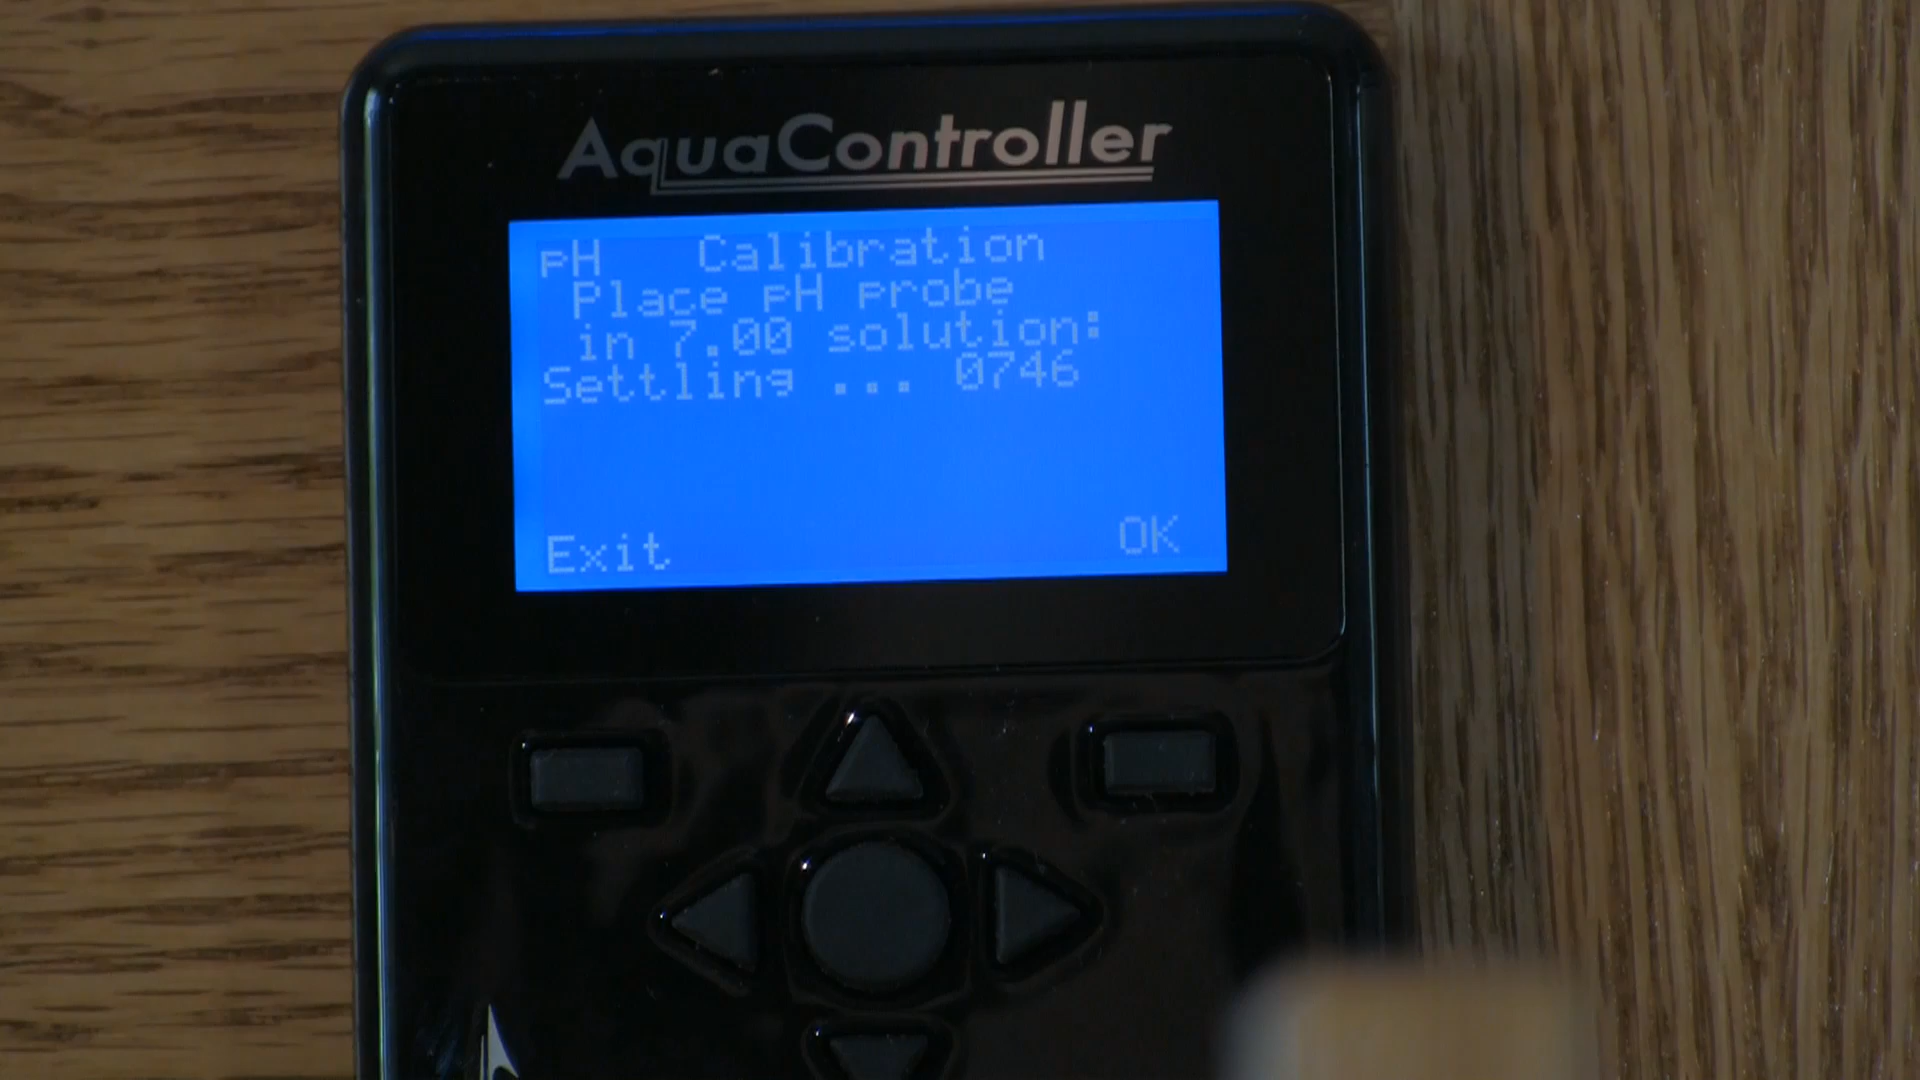 AquaController
pH Calibration
Place pH probe
in 7.00 solution:
Settling ... 0746
Exit OK